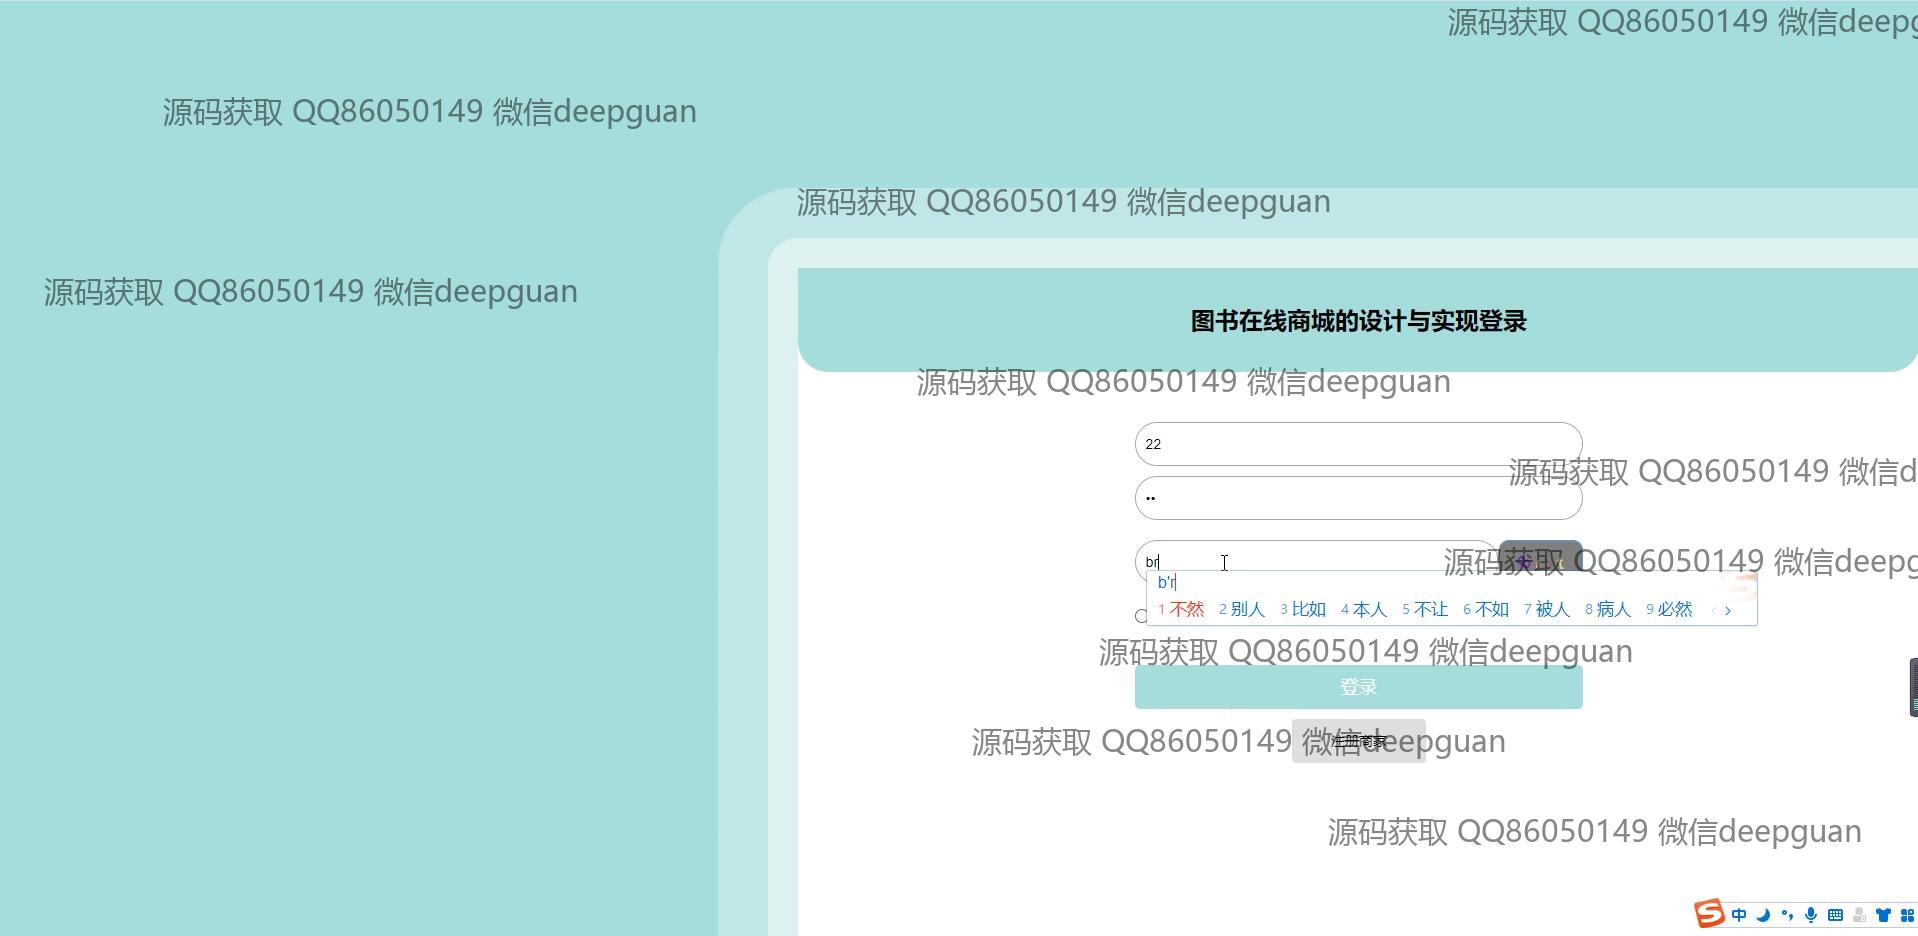 源码获取 QQ86050149 微信deepg
源码获取 QQ86050149 微信deepguan
源码获取 QQ86050149 微信deepguan
源码获取 QQ86050149 微信deepguan
图书在线商城的设计与实现登录
源码获取 QQ86050149 微信deepguan
22
源码获取 QQ86050149 微信d
••
br
源码获取 QQ86050149 微信deepg
b'r
1 不然 2 别人 3 比如 4 本人 5 不让 6 不如 7 被人 8 病人 9 必然
源码获取 QQ86050149 微信deepguan
登录
源码获取 QQ86050149 微信deepguan
注册商家
源码获取 QQ86050149 微信deepguan
S 中